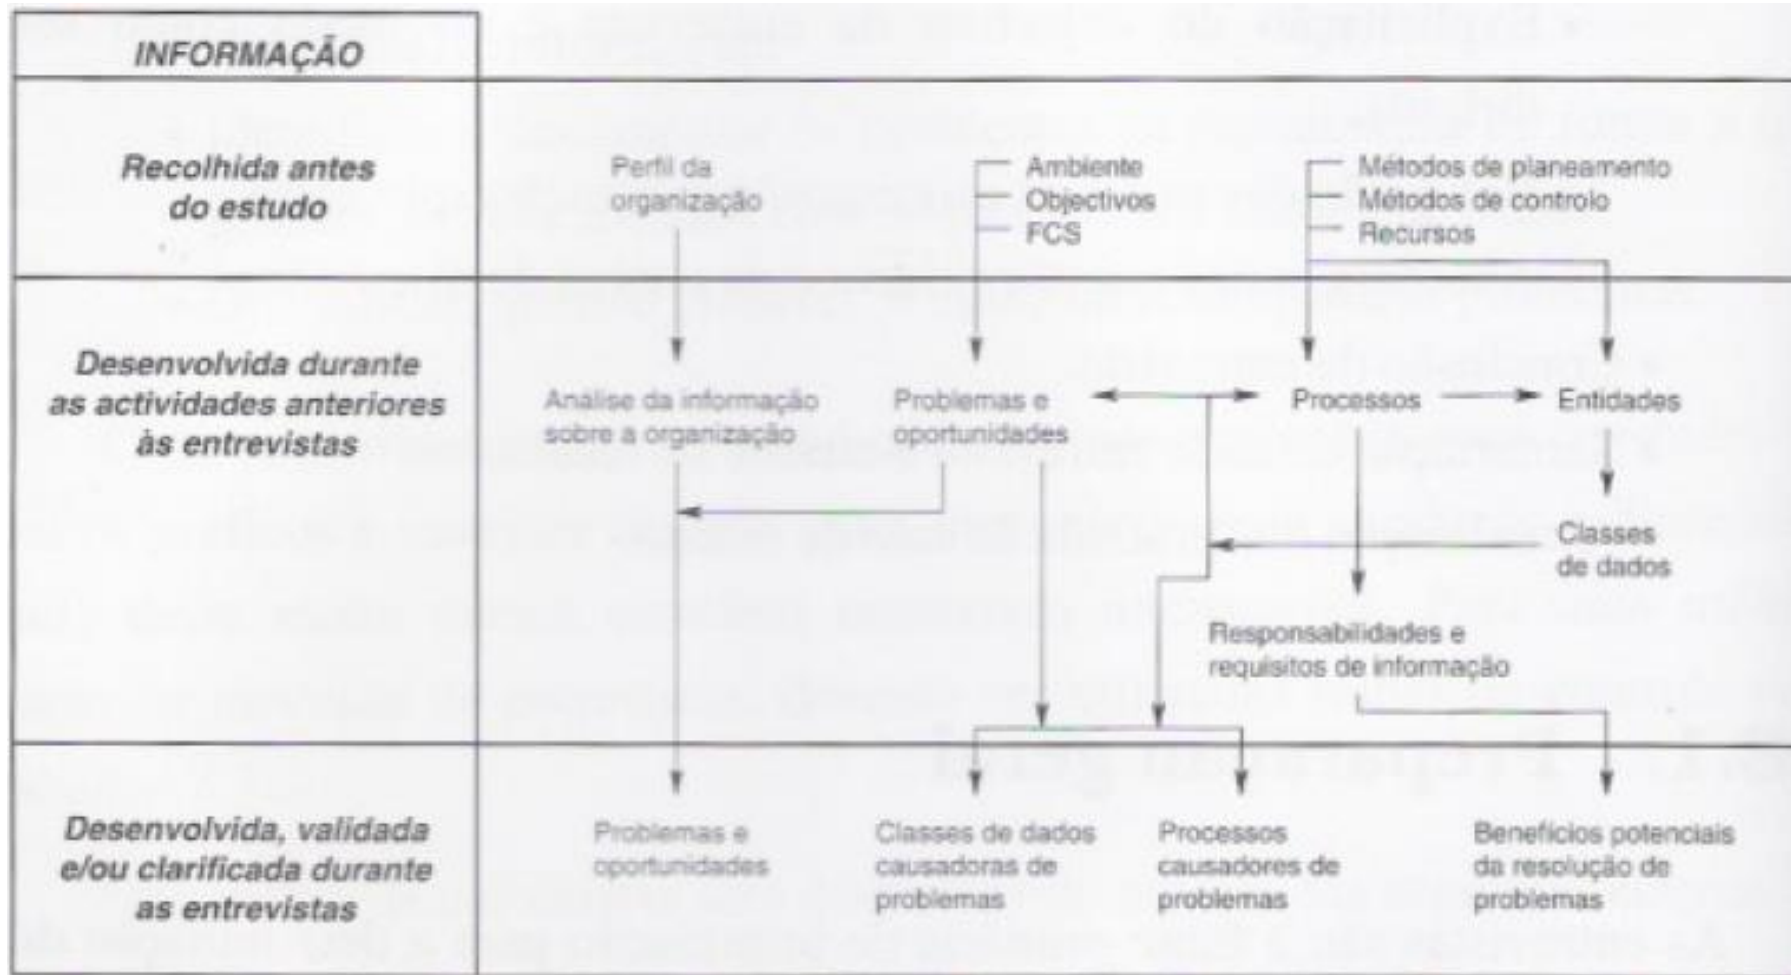 INFORMAÇÃO
Recolhida antes
do estudo
Perfil da
organização
Ambiente
Objectivos
FCS
Métodos de planeamento
Métodos de controlo
Recursos
Desenvolvida durante
as actividades anteriores
às entrevistas
Análise da informação
sobre a organização
Problemas e
oportunidades
Processos
Entidades
Classes
de dados
Responsabilidades e
requisitos de informação
Desenvolvida, validada
e/ou clarificada durante
as entrevistas
Problemas e
oportunidades
Classes de dados
causadoras de
problemas
Processos
causadores de
problemas
Benefícios potenciais
da resolução de
problemas